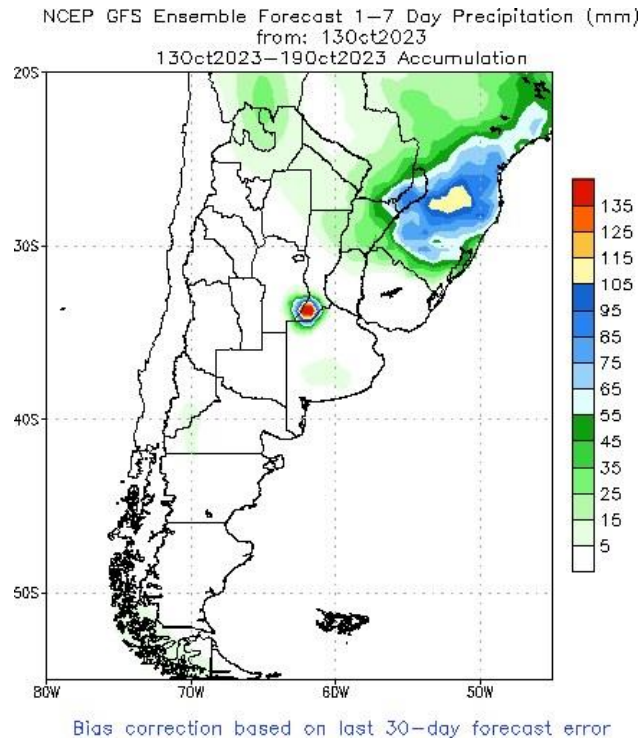 NCEP GFS Ensemble Forecast 1−7 Day Precipitation (mm)
from: 13Oct2023
13Oct2023−19Oct2023 Accumulation
20S
30S
40S
50S
80W
70W
60W
50W
135
125
115
105
95
85
75
65
55
45
35
25
15
5
Bias correction based on last 30−day forecast error